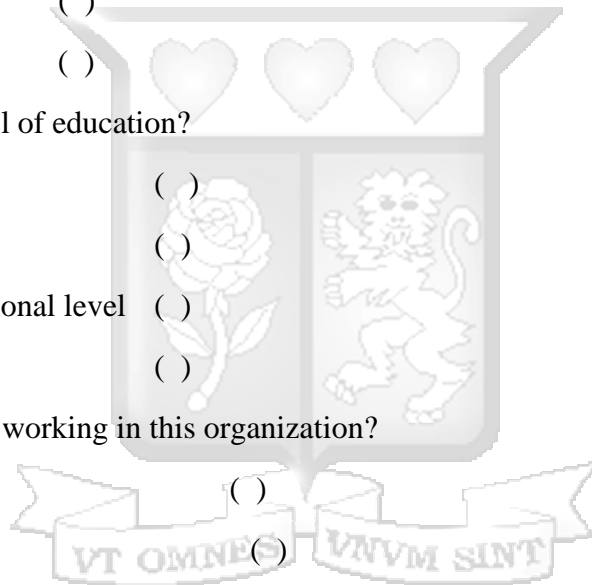 ( )
( )
l of education?
( )
( )
onal level ( )
( )
working in this organization?
( )
( )
VT OMNES VNVM SINT